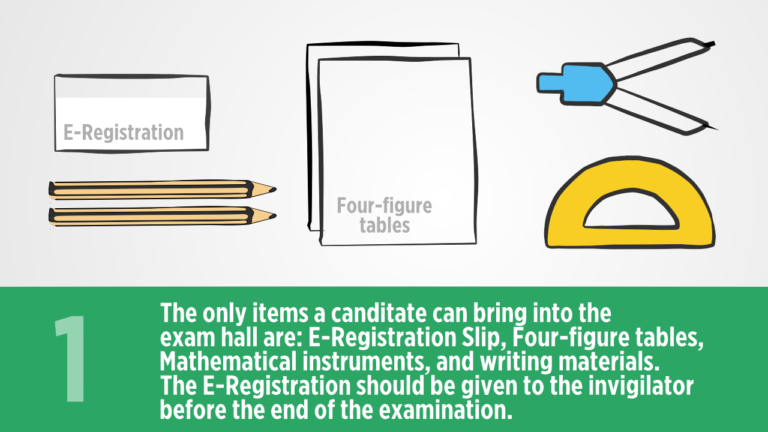 E-Registration
Four-figure
tables
1
The only items a canditate can bring into the
exam hall are: E-Registration Slip, Four-figure tables,
Mathematical instruments, and writing materials.
The E-Registration should be given to the invigilator
before the end of the examination.